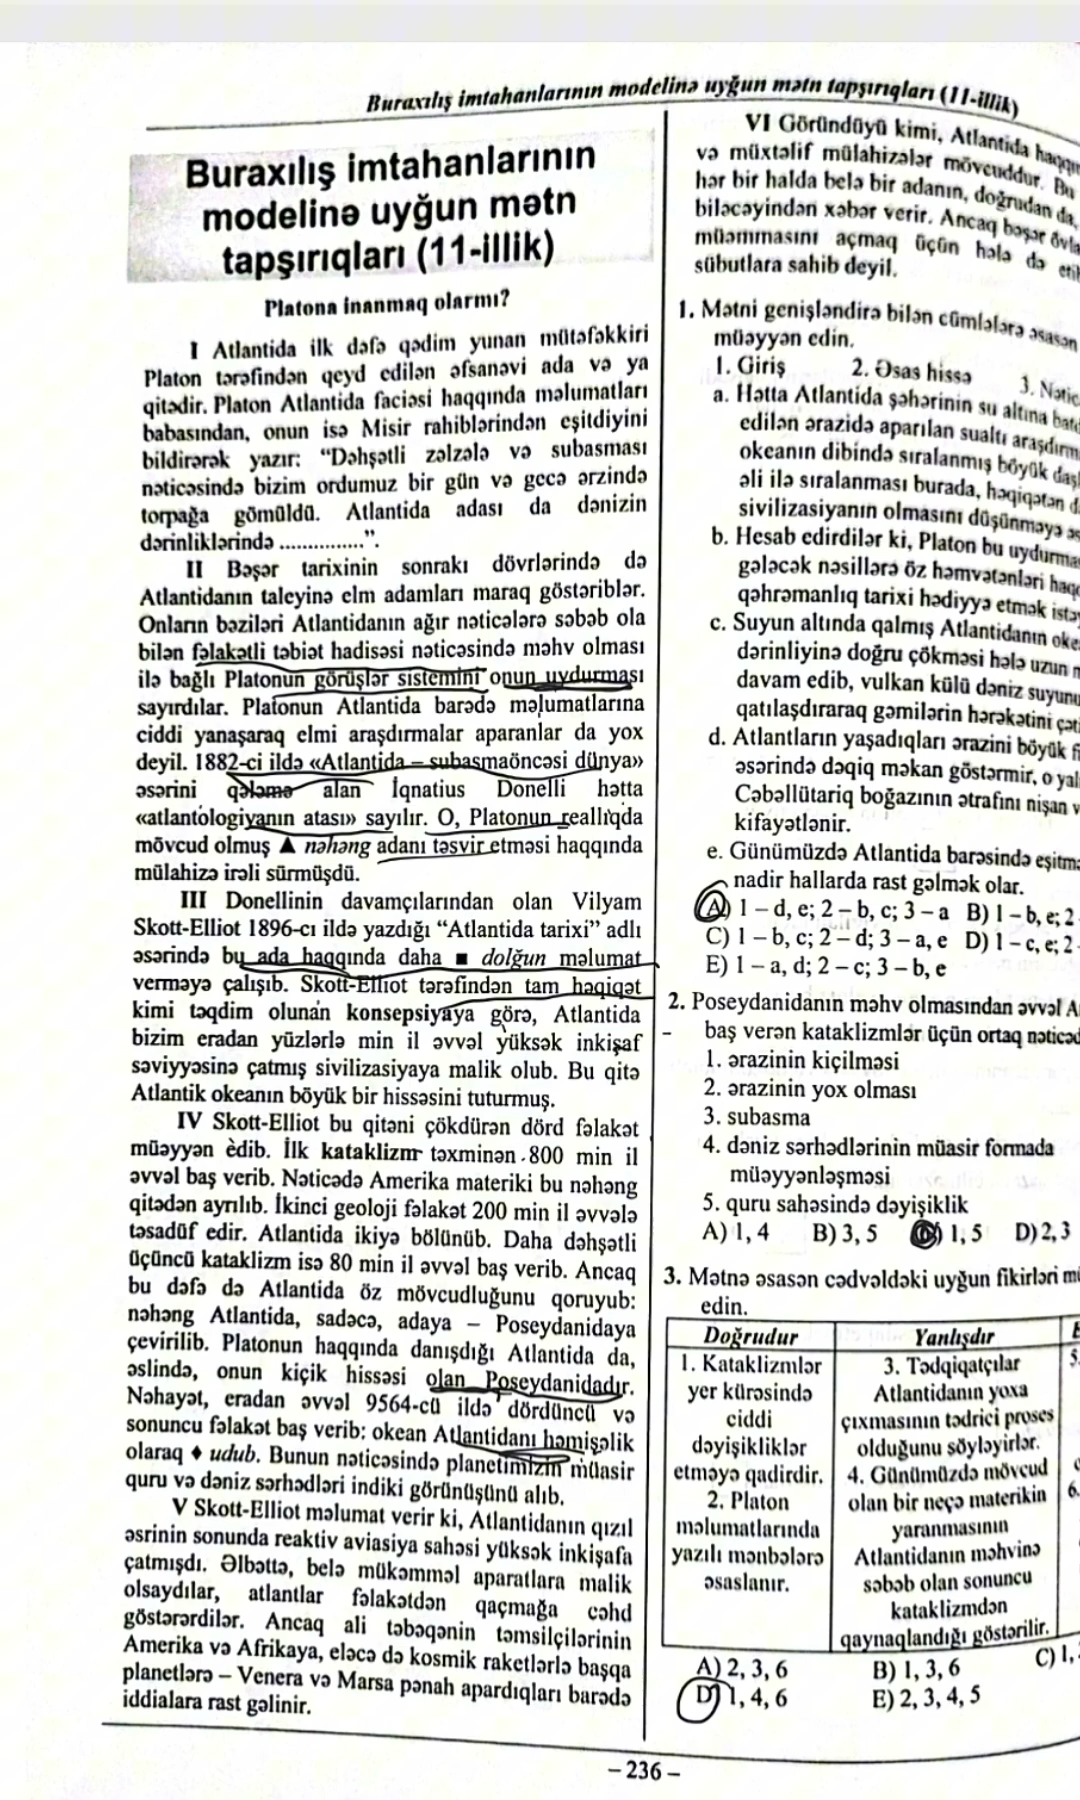 Buraxılış imtahanlarının modelinə uyğun mətn tapşırıqları (11-illik)
Buraxılış imtahanlarının
modelinə uyğun mətn
tapşırıqları (11-illik)
Platona inanmaq olarmı?
I Atlantida ilk dəfə qədim yunan mütəfəkkiri
Platon tərəfindən qeyd edilən əfsanəvi ada və ya
qitədir. Platon Atlantida faciəsi haqqında məlumatları
babasından, onun isə Misir rahiblərindən eşitdiyini
bildirərək yazır: “Dəhşətli zəlzələ və subasması
nəticəsində bizim ordumuz bir gün və gecə ərzində
torpağa gömüldü. Atlantida adası da dənizin
dərinliklərində ...............”.
II Bəşər tarixinin sonrakı dövrlərində də
Atlantidanın taleyinə elm adamları maraq göstəriblər.
Onların bəziləri Atlantidanın ağır nəticələrə səbəb ola
bilən fəlakətli təbiət hadisəsi nəticəsində məhv olması
ilə bağlı Platonun görüşlər sistemini onun uydurması
sayırdılar. Platonun Atlantida barədə məlumatlarına
ciddi yanaşaraq elmi araşdırmalar aparanlar da yox
deyil. 1882-ci ildə «Atlantida – subasmaöncəsi dünya»
əsərini qələmə alan İqnatius Donelli hətta
«atlantologiyanın atası» sayılır. O, Platonun reallıqda
mövcud olmuş ▲ nəhəng adanı təsvir etməsi haqqında
mülahizə irəli sürmüşdü.
III Donellinin davamçılarından olan Vilyam
Skott-Elliot 1896-cı ildə yazdığı “Atlantida tarixi” adlı
əsərində bu ada haqqında daha ■ dolğun məlumat
verməyə çalışıb. Skott-Elliot tərəfindən tam həqiqət
kimi təqdim olunan konsepsiyaya görə, Atlantida
bizim eradan yüzlərlə min il əvvəl yüksək inkişaf
səviyyəsinə çatmış sivilizasiyaya malik olub. Bu qitə
Atlantik okeanın böyük bir hissəsini tuturmuş.
IV Skott-Elliot bu qitəni çökdürən dörd fəlakət
müəyyən edib. İlk kataklizm təxminən 800 min il
əvvəl baş verib. Nəticədə Amerika materiki bu nəhəng
qitədən ayrılıb. İkinci geoloji fəlakət 200 min il əvvələ
təsadüf edir. Atlantida ikiyə bölünüb. Daha dəhşətli
üçüncü kataklizm isə 80 min il əvvəl baş verib. Ancaq
bu dəfə də Atlantida öz mövcudluğunu qoruyub:
nəhəng Atlantida, sadəcə, adaya – Poseydanidaya
çevirilib. Platonun haqqında danışdığı Atlantida da,
əslində, onun kiçik hissəsi olan Poseydanidadır.
Nəhayət, eradan əvvəl 9564-cü ildə dördüncü və
sonuncu fəlakət baş verib: okean Atlantidanı həmişəlik
olaraq ♦ udub. Bunun nəticəsində planetimizin müasir
quru və dəniz sərhədləri indiki görünüşünü alıb.
V Skott-Elliot məlumat verir ki, Atlantidanın qızıl
əsrinin sonunda reaktiv aviasiya sahəsi yüksək inkişafa
çatmışdı. Əlbəttə, belə mükəmməl aparatlara malik
olsaydılar, atlantlar fəlakətdən qaçmağa cəhd
göstərərdilər. Ancaq ali təbəqənin təmsilçilərinin
Amerika və Afrikaya, eləcə də kosmik raketlərlə başqa
planetlərə – Venera və Marsa pənah apardıqları barədə
iddialara rast gəlinir.
VI Göründüyü kimi, Atlantida
və müxtəlif mülahizələr mövcuddur. Bu
hər bir halda belə bir adanın, doğrudan da,
biləcəyindən xəbər verir. Ancaq bəşər
müəmmasını açmaq üçün hələ də
sübutlara sahib deyil.
1. Mətni genişləndirə bilən cümlələrə əsasən
müəyyən edin.
1. Giriş 2. Əsas hissə 3.
a. Hətta Atlantida şəhərinin su altına
edilən ərazidə aparılan sualtı
okeanın dibində sıralanmış böyük
əli ilə sıralanması burada, həqiqətən
sivilizasiyanın olmasını düşünməyə
b. Hesab edirdilər ki, Platon bu
gələcək nəsillərə öz həmvətənləri
qəhrəmanlıq tarixi hədiyyə etmək
c. Suyun altında qalmış Atlantidanın
dərinliyinə doğru çökməsi hələ uzun
davam edib, vulkan külü dəniz
qatılaşdıraraq gəmilərin hərəkətini
d. Atlantların yaşadıqları ərazini böyük
əsərində dəqiq məkan göstərmir, o
Cəbəllütariq boğazının ətrafını nişan
kifayətlənir.
e. Günümüzdə Atlantida barəsində
nadir hallarda rast gəlmək olar.
A) 1 – d, e; 2 – b, c; 3 – a B) 1 – b, e; 2
C) 1 – b, c; 2 – d; 3 – a, e D) 1 – c, e; 2
E) 1 – a, d; 2 – c; 3 – b, e
2. Poseydanidanın məhv olmasından əvvəl
baş verən kataklizmlər üçün ortaq
1. ərazinin kiçilməsi
2. ərazinin yox olması
3. subasma
4. dəniz sərhədlərinin müasir formada
müəyyənləşməsi
5. quru sahəsində dəyişiklik
A) 1, 4 B) 3, 5 1, 5 D) 2, 3
3. Mətnə əsasən cədvəldəki uyğun fikirləri
edin.
Doğrudur Yanlışdır
1. Kataklizmlər 3. Tədqiqatçılar 5.
yer kürəsində Atlantidanın yoxa
ciddi çıxmasının tədrici proses
dəyişikliklər olduğunu söyləyirlər.
etməyə qadirdir. 4. Günümüzdə mövcud
2. Platon olan bir neçə materikin 6.
məlumatlarında yaranmasının
yazılı mənbələrə Atlantidanın məhvinə
əsaslanır. səbəb olan sonuncu
kataklizmdən
qaynaqlandığı göstərilir.
A) 2, 3, 6 B) 1, 3, 6 C) 1,
D) 1, 4, 6 E) 2, 3, 4, 5
– 236 –